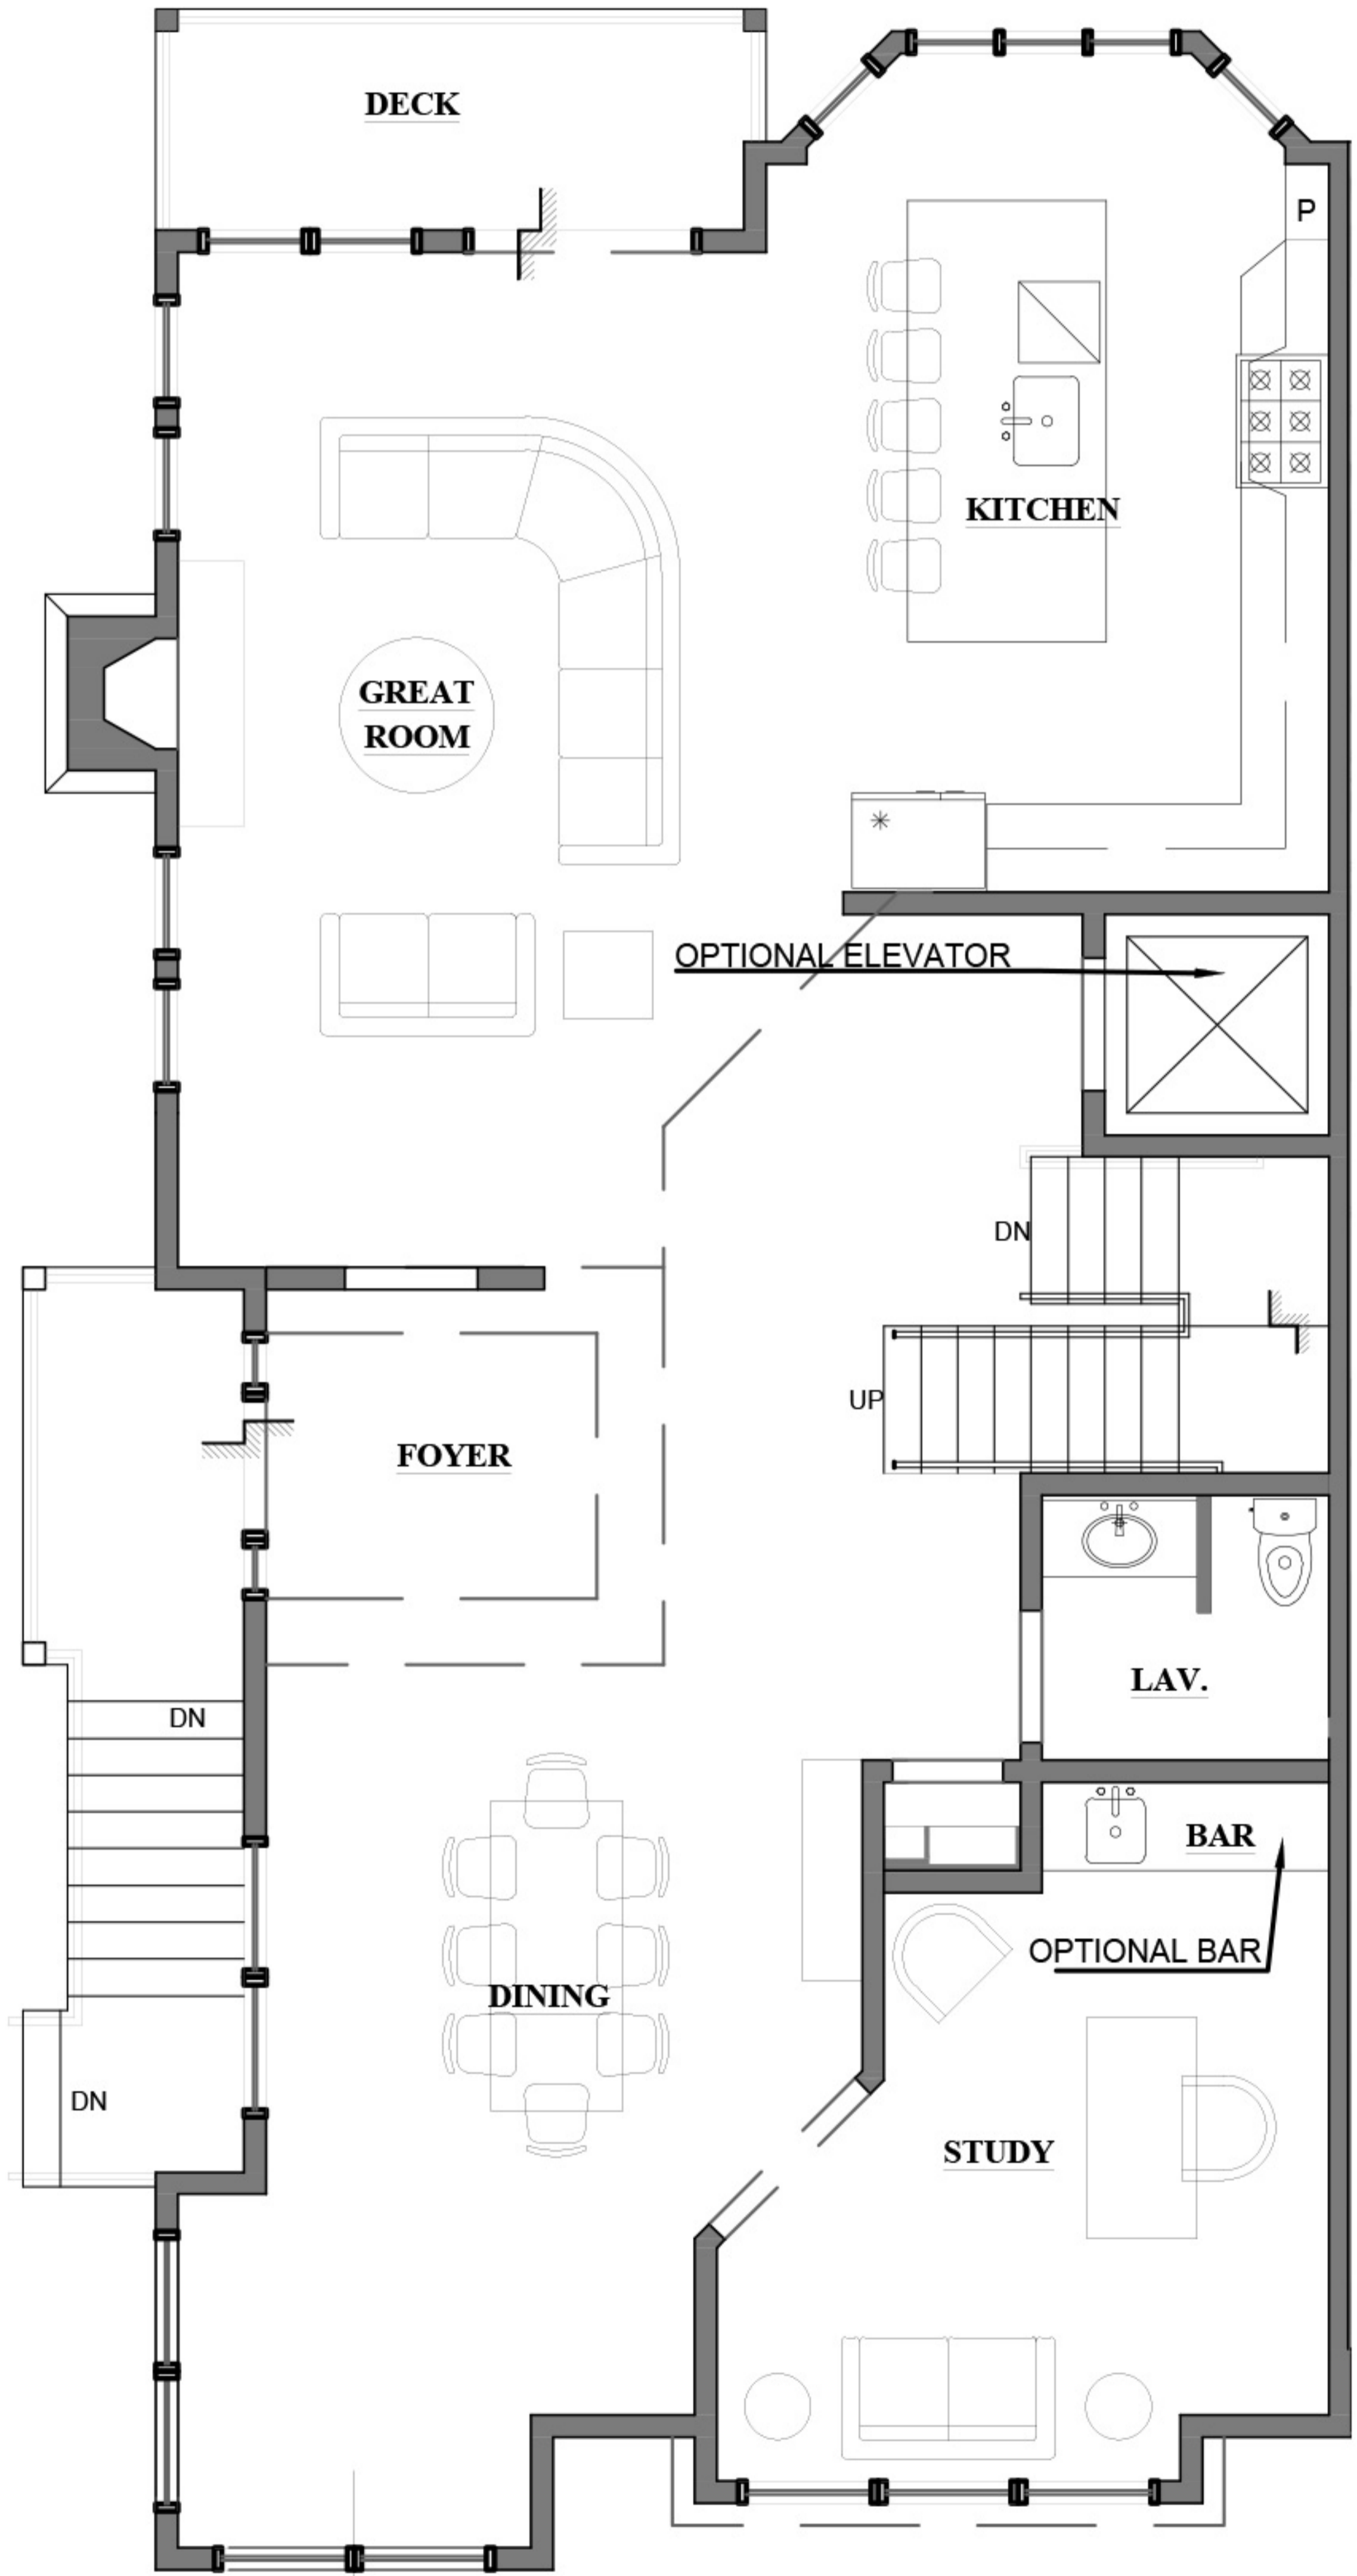 DECK
P
KITCHEN
GREAT
ROOM
OPTIONAL ELEVATOR
DN
UP
FOYER
LAV.
DN
BAR
OPTIONAL BAR
DINING
DN
STUDY